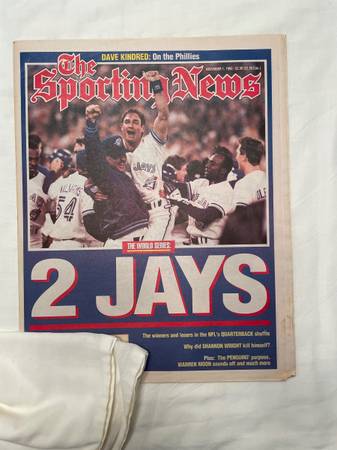 DAVE KINDRED: On the Phillies
The
Sporting News
JAYS
THE WORLD SERIES:
2 JAYS
The winners and losers in the NFL's QUARTERBACK shuffle
Why did SHANNON WRIGHT kill himself?
Plus: The PENGUINS' purpose,
WARREN MOON sounds off and much more